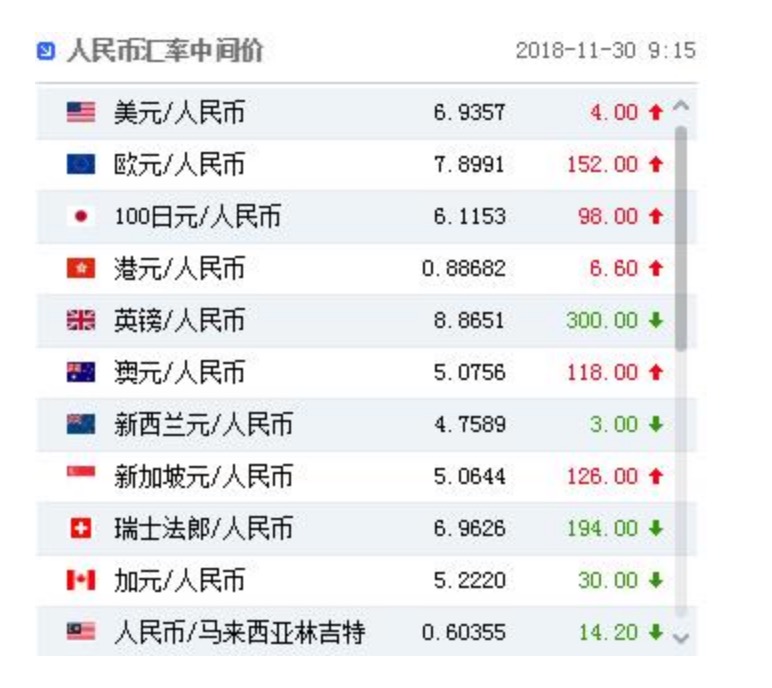 人民币汇率中间价 2018-11-30 9:15
美元/人民币 6.9357 4.00
欧元/人民币 7.8991 152.00
100日元/人民币 6.1153 98.00
港元/人民币 0.88682 6.60
英镑/人民币 8.8651 300.00
澳元/人民币 5.0756 118.00
新西兰元/人民币 4.7589 3.00
新加坡元/人民币 5.0644 126.00
瑞士法郎/人民币 6.9626 194.00
加元/人民币 5.2220 30.00
人民币/马来西亚林吉特 0.60355 14.20